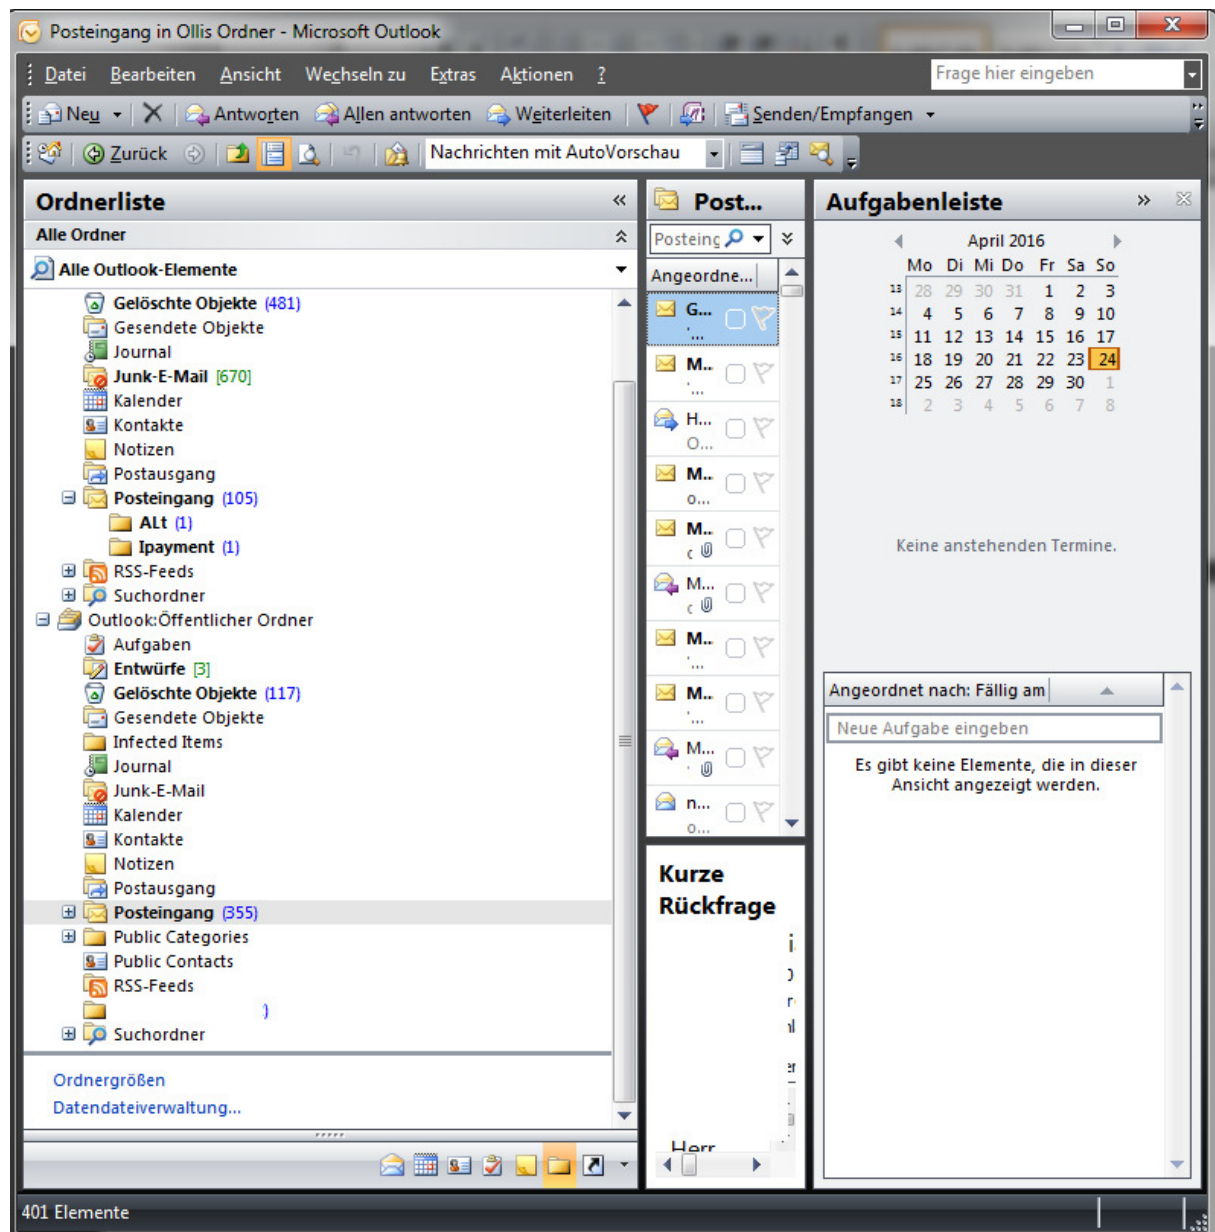 Posteingang in Ollis Ordner - Microsoft Outlook
Datei Bearbeiten Ansicht Wechseln zu Extras Aktionen ?
Frage hier eingeben
Neu Antworten Allen antworten Weiterleiten Senden/Empfangen
Zurück Nachrichten mit AutoVorschau
Ordnerliste
Alle Ordner
Alle Outlook-Elemente
Gelöschte Objekte (481)
Gesendete Objekte
Journal
Junk-E-Mail [670]
Kalender
Kontakte
Notizen
Postausgang
Posteingang (105)
ALt (1)
Ipayment (1)
RSS-Feeds
Suchordner
Outlook:Öffentlicher Ordner
Aufgaben
Entwürfe [3]
Gelöschte Objekte (117)
Gesendete Objekte
Infected Items
Journal
Junk-E-Mail
Kalender
Kontakte
Notizen
Postausgang
Posteingang (355)
Public Categories
Public Contacts
RSS-Feeds
)
Suchordner
Ordnergrößen
Datendateiverwaltung...
Post...
Posteing
Angeordne...
G...
'...
M...
'...
H...
O...
M...
o...
M...
M...
M...
'...
M...
'...
M...
n...
o...
Kurze
Rückfrage
Herr
Aufgabenleiste
April 2016
Mo Di Mi Do Fr Sa So
13 28 29 30 31 1 2 3
14 4 5 6 7 8 9 10
15 11 12 13 14 15 16 17
16 18 19 20 21 22 23 24
17 25 26 27 28 29 30 1
18 2 3 4 5 6 7 8
Keine anstehenden Termine.
Angeordnet nach: Fällig am
Neue Aufgabe eingeben
Es gibt keine Elemente, die in dieser
Ansicht angezeigt werden.
401 Elemente